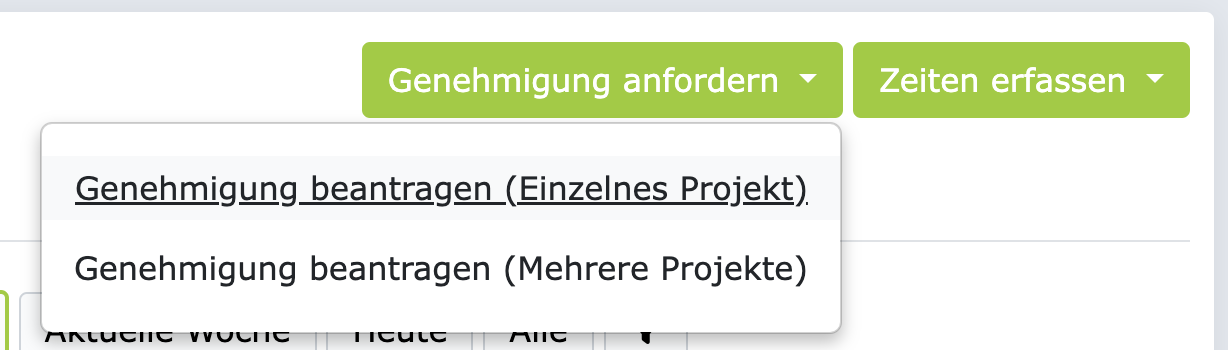 Genehmigung anfordern
Zeiten erfassen
Genehmigung beantragen (Einzelnes Projekt)
Genehmigung beantragen (Mehrere Projekte)
Aktuelle Woche
Heute
Alle